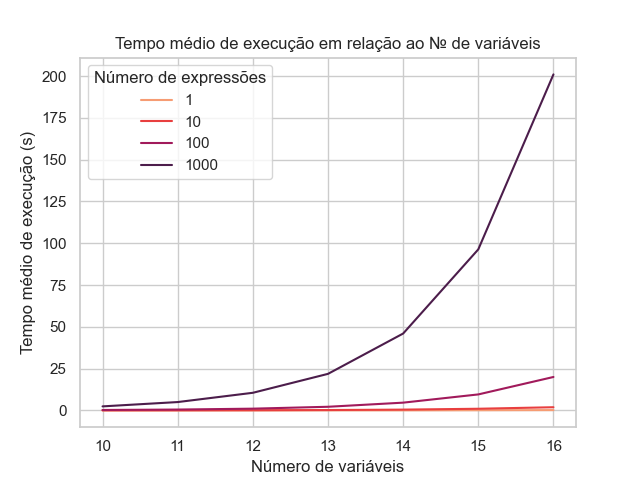 Tempo médio de execução em relação ao № de variáveis
Tempo médio de execução (s)
200
175
150
125
100
75
50
25
0
Número de expressões
1
10
100
1000
10 11 12 13 14 15 16
Número de variáveis